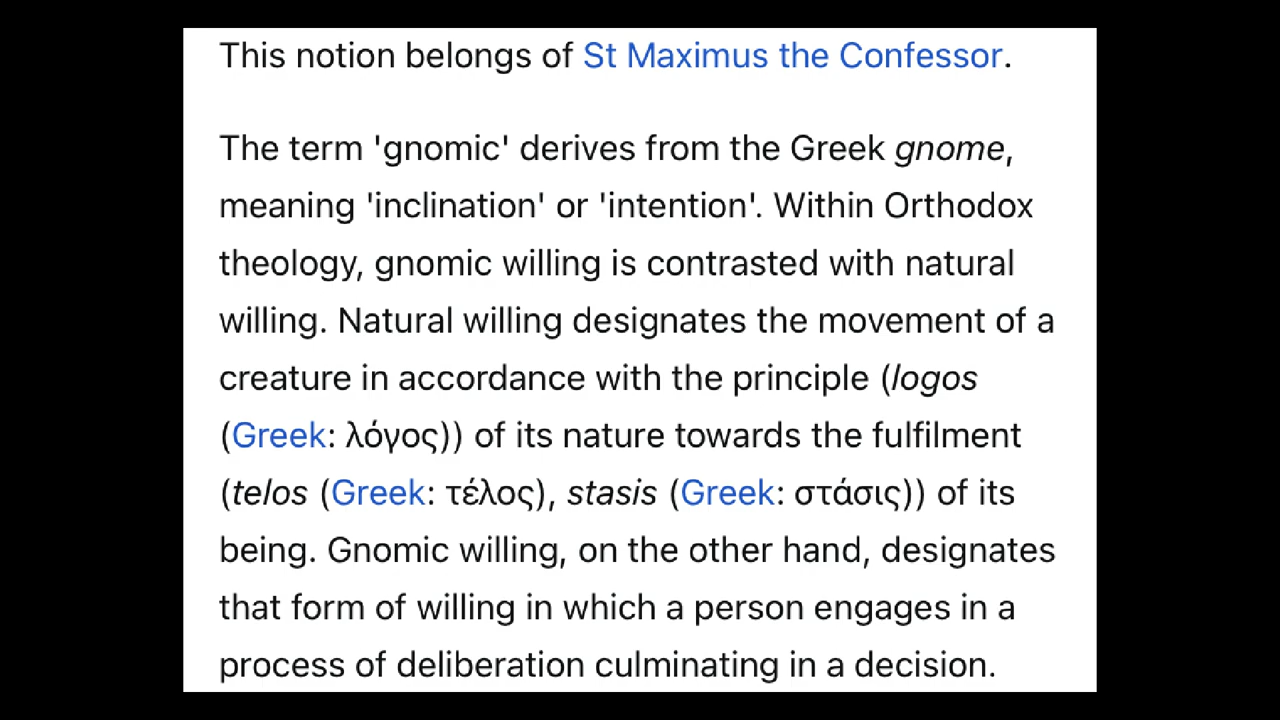 This notion belongs of St Maximus the Confessor.
The term 'gnomic' derives from the Greek gnome,
meaning 'inclination' or 'intention'. Within Orthodox
theology, gnomic willing is contrasted with natural
willing. Natural willing designates the movement of a
creature in accordance with the principle (logos
(Greek: λόγος)) of its nature towards the fulfilment
(telos (Greek: τέλος), stasis (Greek: στάσις)) of its
being. Gnomic willing, on the other hand, designates
that form of willing in which a person engages in a
process of deliberation culminating in a decision.